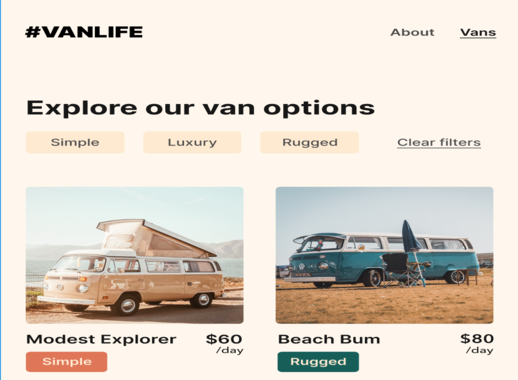 #VANLIFE
About
Vans
Explore our van options
Simple
Luxury
Rugged
Clear filters
Modest Explorer
$60
/day
Simple
Beach Bum
$80
/day
Rugged